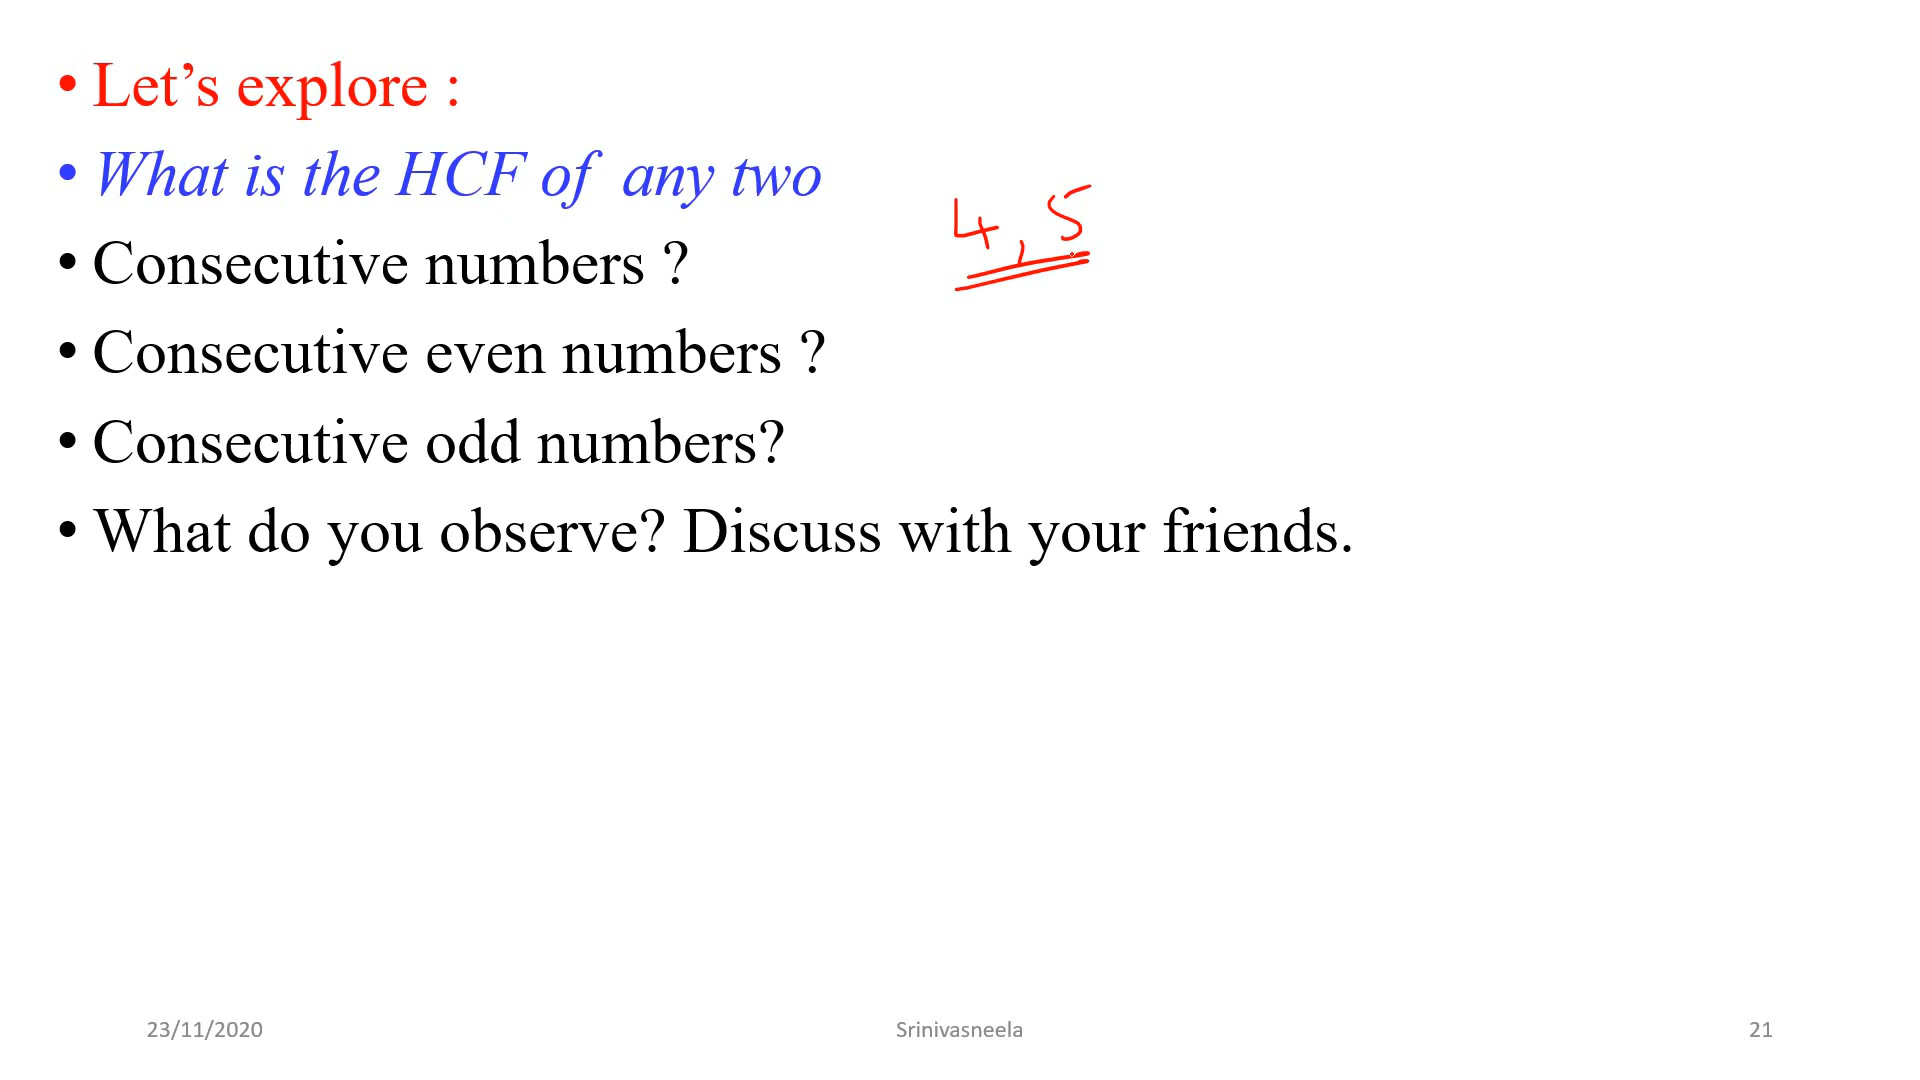 • Let’s explore :
• What is the HCF of any two
4, 5
• Consecutive numbers ?
• Consecutive even numbers ?
• Consecutive odd numbers?
• What do you observe? Discuss with your friends.
23/11/2020 Srinivasneela 21